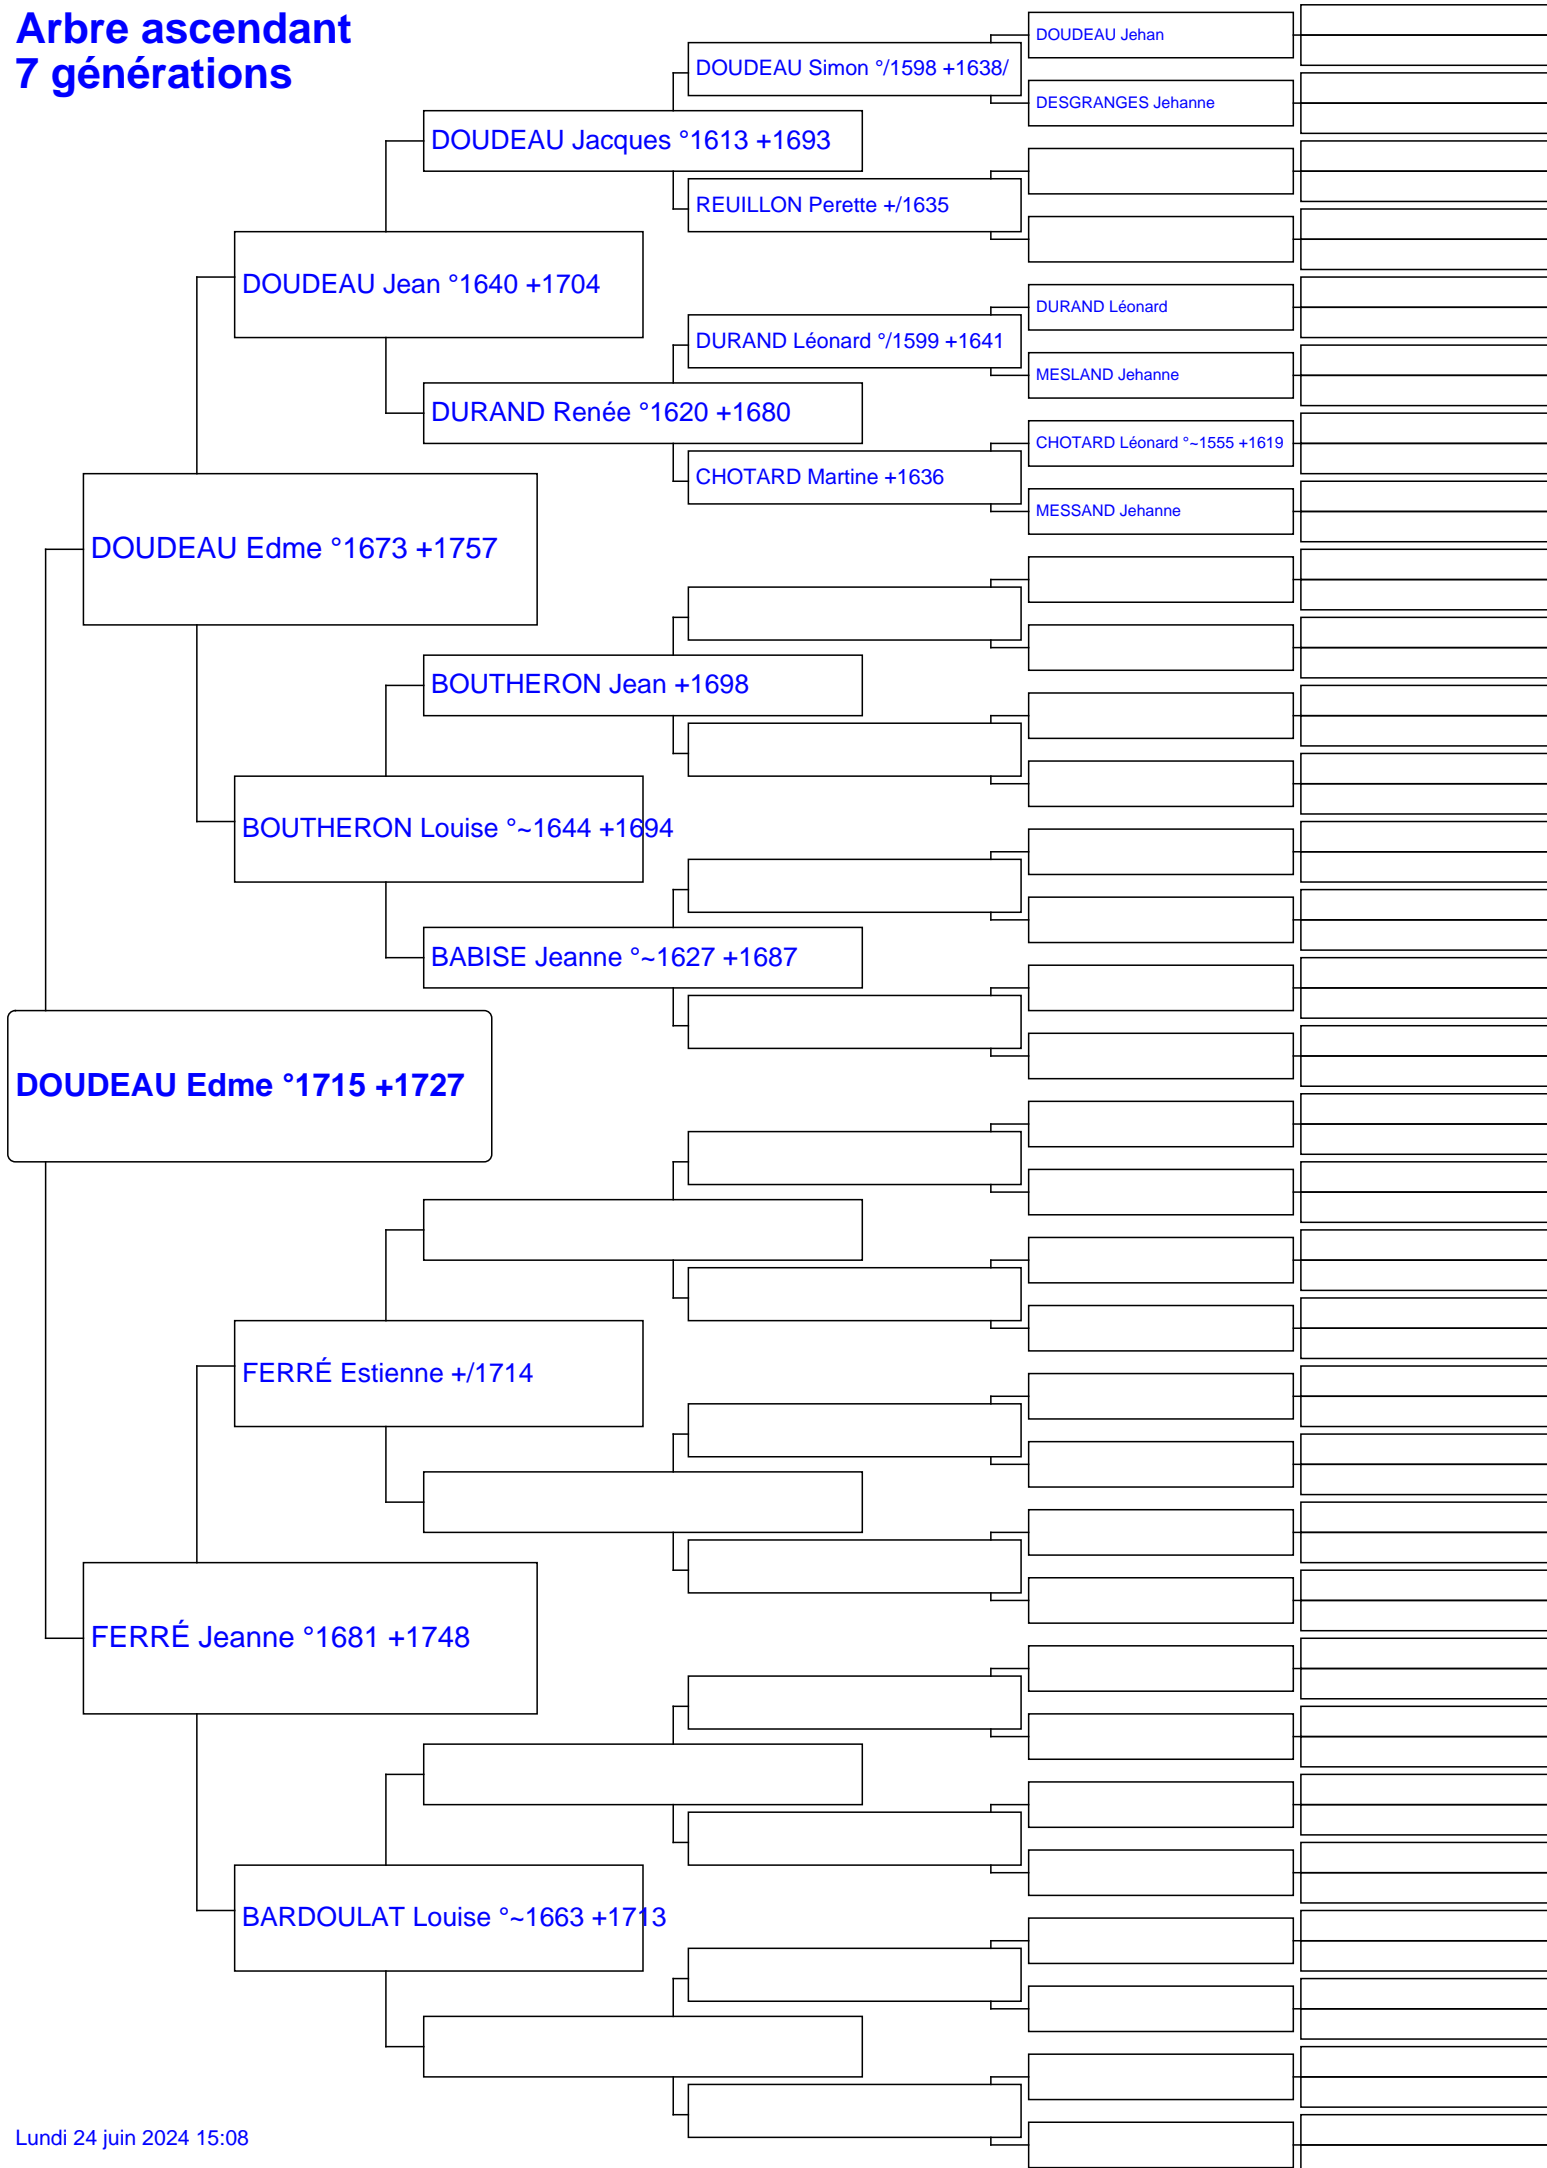 Arbre ascendant
7 générations
DOUDEAU Jehan
DOUDEAU Simon °/1598 +1638/
DESGRANGES Jehanne
DOUDEAU Jacques °1613 +1693
REUILLON Perette +/1635
DOUDEAU Jean °1640 +1704
DURAND Léonard
DURAND Léonard °/1599 +1641
MESLAND Jehanne
DURAND Renée °1620 +1680
CHOTARD Léonard °~1555 +1619
CHOTARD Martine +1636
MESSAND Jehanne
DOUDEAU Edme °1673 +1757
BOUTHERON Jean +1698
BOUTHERON Louise °~1644 +1694
BABISE Jeanne °~1627 +1687
DOUDEAU Edme °1715 +1727
FERRÉ Estienne +/1714
FERRÉ Jeanne °1681 +1748
BARDOULAT Louise °~1663 +1713
Lundi 24 juin 2024 15:08